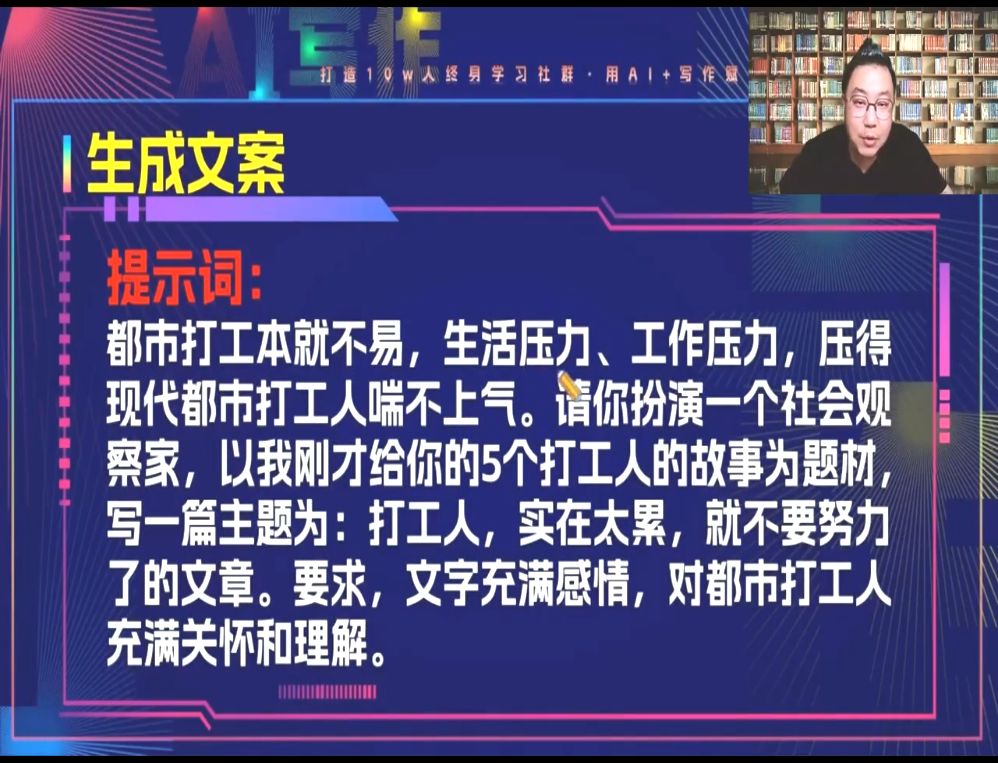 AI写作
打造10w人终身学习社群·用AI+写作赋
生成文案
提示词：
都市打工本就不易，生活压力、工作压力，压得
现代都市打工人喘不上气。请你扮演一个社会观
察家，以我刚才给你的5个打工人的故事为题材，
写一篇主题为：打工人，实在太累，就不要努力
了的文章。要求，文字充满感情，对都市打工人
充满关怀和理解。